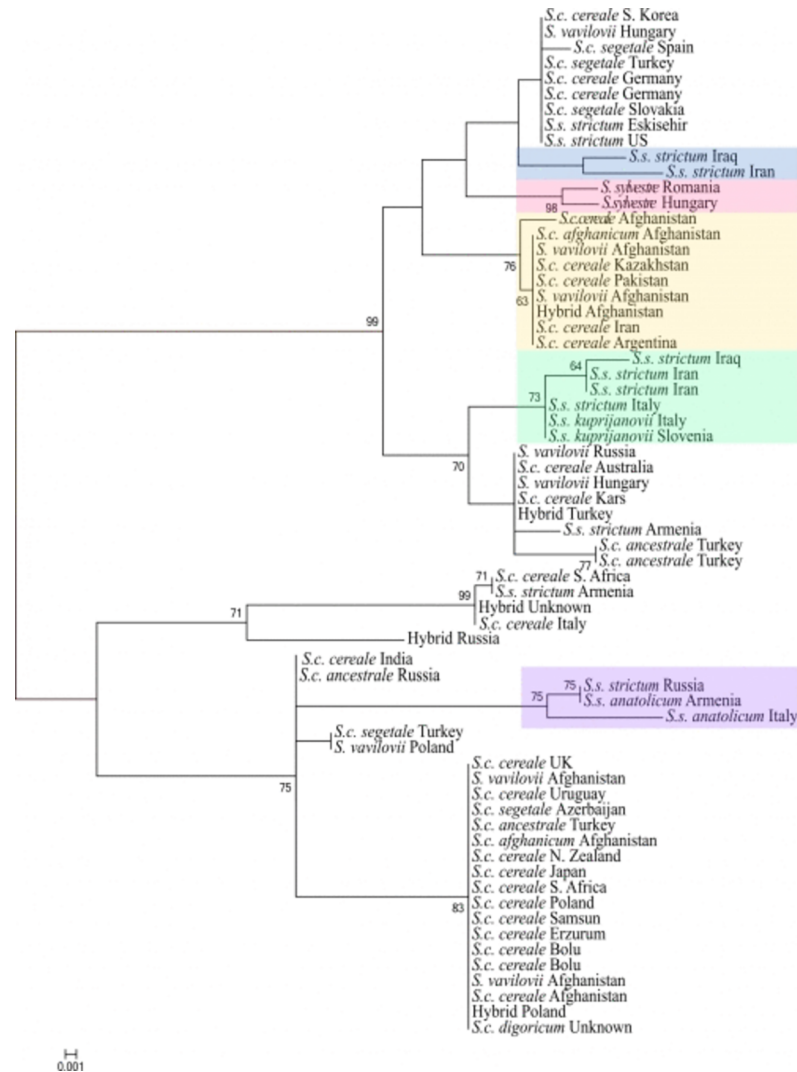 S.c. cereale S. Korea
S. vavilovii Hungary
S.c. segetale Spain
S.c. segetale Turkey
S.c. cereale Germany
S.c. cereale Germany
S.c. segetale Slovakia
S.s. strictum Eskisehir
S.s. strictum US
S.s. strictum Iraq
S.s. strictum Iran
S. sylvestre Romania
S. sylvestre Hungary
98
S.c. cereale Afghanistan
S.c. afghanicum Afghanistan
S. vavilovii Afghanistan
76
S.c. cereale Kazakhstan
S.c. cereale Pakistan
S. vavilovii Afghanistan
63
Hybrid Afghanistan
S.c. cereale Iran
99
S.c. cereale Argentina
S.s. strictum Iraq
64
S.s. strictum Iran
S.s. strictum Iran
73
S.s. strictum Italy
S.s. kuprijanovii Italy
S.s. kuprijanovii Slovenia
S. vavilovii Russia
70
S.c. cereale Australia
S. vavilovii Hungary
S.c. cereale Kars
Hybrid Turkey
S.s. strictum Armenia
S.c. ancestrale Turkey
S.c. ancestrale Turkey
77
71
S.c. cereale S. Africa
S.s. strictum Armenia
99
Hybrid Unknown
71
S.c. cereale Italy
Hybrid Russia
S.c. cereale India
S.c. ancestrale Russia
75
S.s. strictum Russia
75
S.s. anatolicum Armenia
S.s. anatolicum Italy
S.c. segetale Turkey
S. vavilovii Poland
S.c. cereale UK
S. vavilovii Afghanistan
75
S.c. cereale Uruguay
S.c. segetale Azerbaijan
S.c. ancestrale Turkey
S.c. afghanicum Afghanistan
S.c. cereale N. Zealand
S.c. cereale Japan
S.c. cereale S. Africa
S.c. cereale Poland
83
S.c. cereale Samsun
S.c. cereale Erzurum
S.c. cereale Bolu
S.c. cereale Bolu
S. vavilovii Afghanistan
S.c. cereale Afghanistan
Hybrid Poland
S.c. digoricum Unknown
0.001